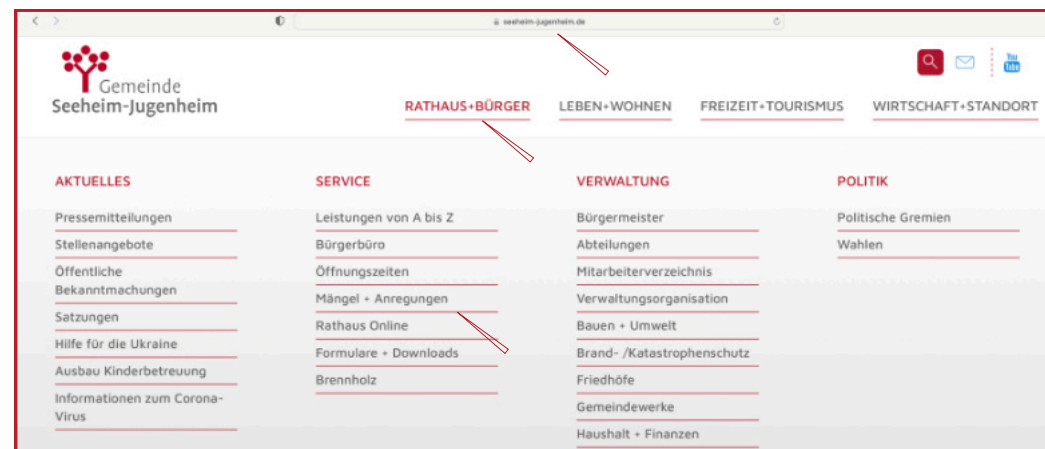 seeheim-jugenheim.de
You
Tube
Gemeinde
Seeheim-Jugenheim
RATHAUS+BÜRGER
LEBEN+WOHNEN
FREIZEIT+TOURISMUS
WIRTSCHAFT+STANDORT
AKTUELLES
Pressemitteilungen
Stellenangebote
Öffentliche
Bekanntmachungen
Satzungen
Hilfe für die Ukraine
Ausbau Kinderbetreuung
Informationen zum Corona-
Virus
SERVICE
Leistungen von A bis Z
Bürgerbüro
Öffnungszeiten
Mängel + Anregungen
Rathaus Online
Formulare + Downloads
Brennholz
VERWALTUNG
Bürgermeister
Abteilungen
Mitarbeiterverzeichnis
Verwaltungsorganisation
Bauen + Umwelt
Brand- /Katastrophenschutz
Friedhöfe
Gemeindewerke
Haushalt + Finanzen
POLITIK
Politische Gremien
Wahlen